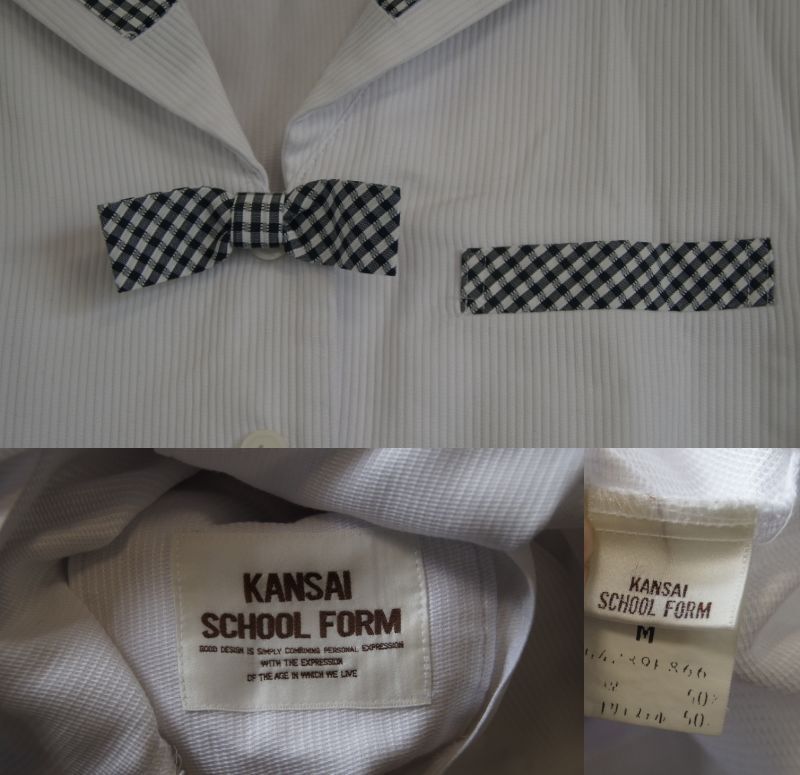 KANSAI
SCHOOL FORM
GOOD DESIGN IS SIMPLY COMBINING PERSONAL EXPRESSION
WITH THE EXPRESSION
OF THE AGE IN WHICH WE LIVE
KANSAI
SCHOOL FORM
M